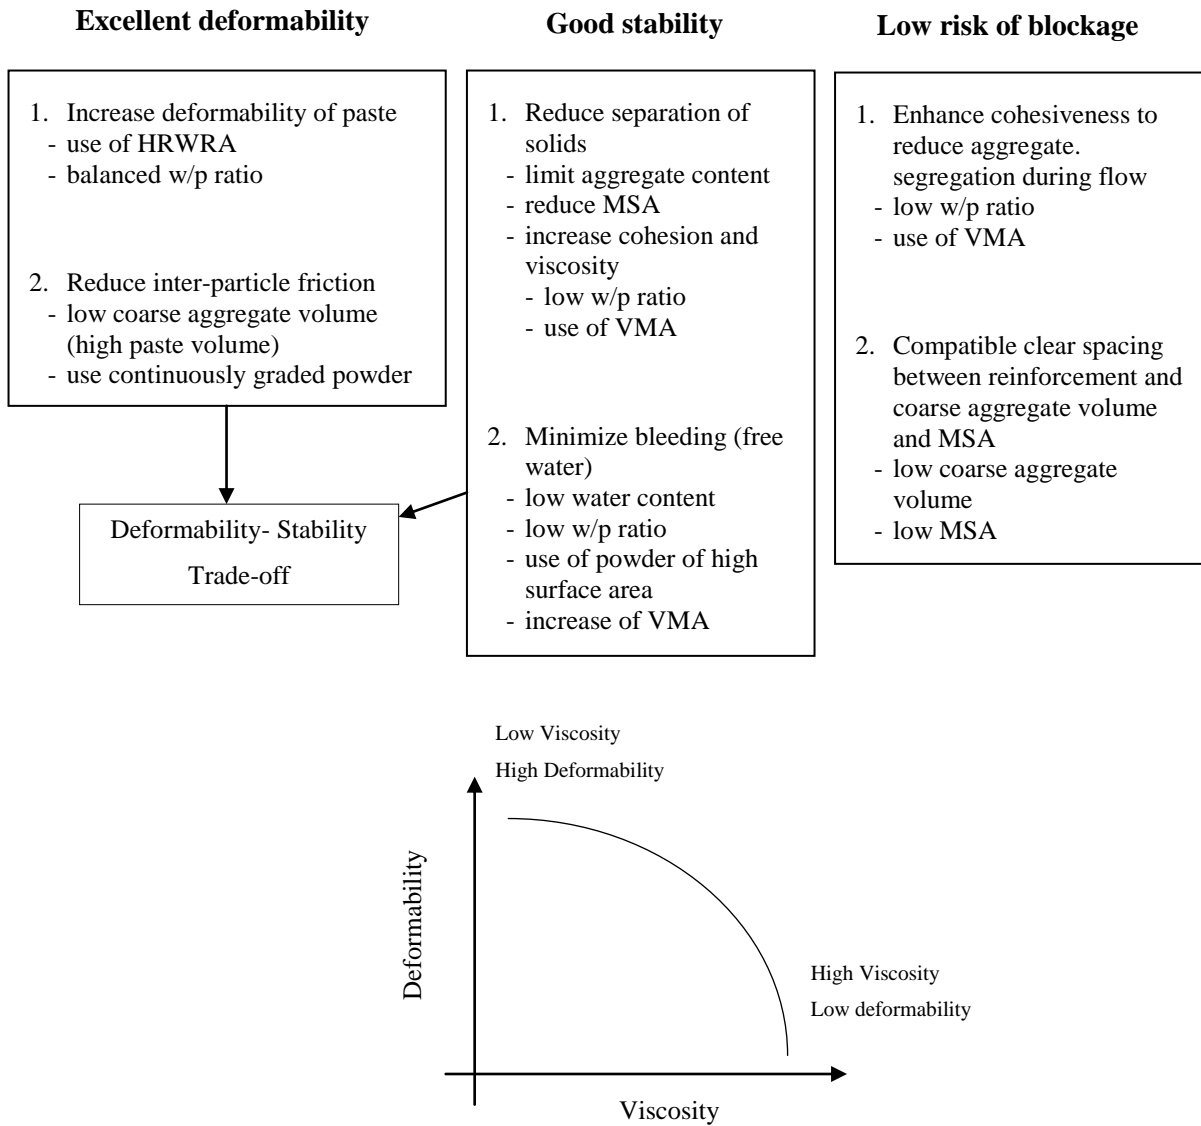 Excellent deformability
1. Increase deformability of paste
- use of HRWRA
- balanced w/p ratio
2. Reduce inter-particle friction
- low coarse aggregate volume
(high paste volume)
- use continuously graded powder
Deformability- Stability
Trade-off
Good stability
1. Reduce separation of
solids
- limit aggregate content
- reduce MSA
- increase cohesion and
viscosity
- low w/p ratio
- use of VMA
2. Minimize bleeding (free
water)
- low water content
- low w/p ratio
- use of powder of high
surface area
- increase of VMA
Low risk of blockage
1. Enhance cohesiveness to
reduce aggregate.
segregation during flow
- low w/p ratio
- use of VMA
2. Compatible clear spacing
between reinforcement and
coarse aggregate volume
and MSA
- low coarse aggregate
volume
- low MSA
Low Viscosity
High Deformability
Deformability
High Viscosity
Low deformability
Viscosity